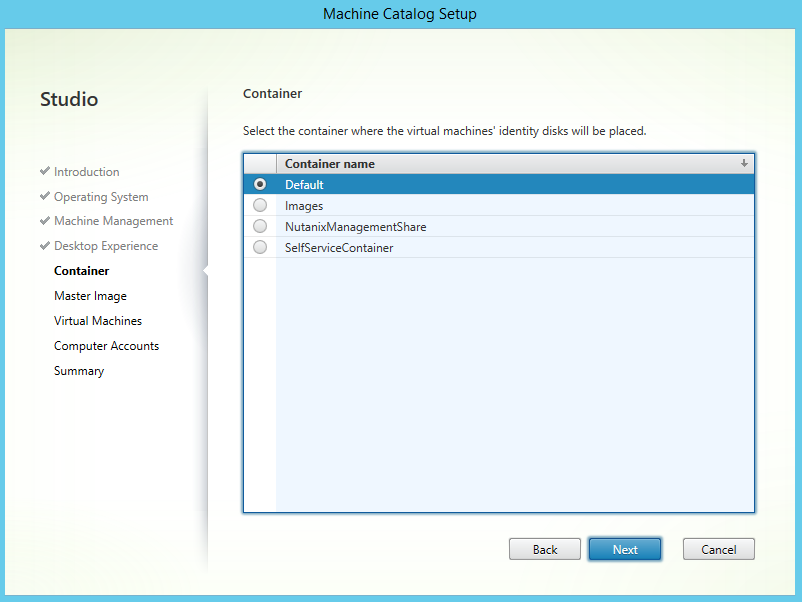 Machine Catalog Setup
Studio
Introduction
Operating System
Machine Management
Desktop Experience
Container
Master Image
Virtual Machines
Computer Accounts
Summary
Container
Select the container where the virtual machines' identity disks will be placed.
Container name
Default
Images
NutanixManagementShare
SelfServiceContainer
Back
Next
Cancel